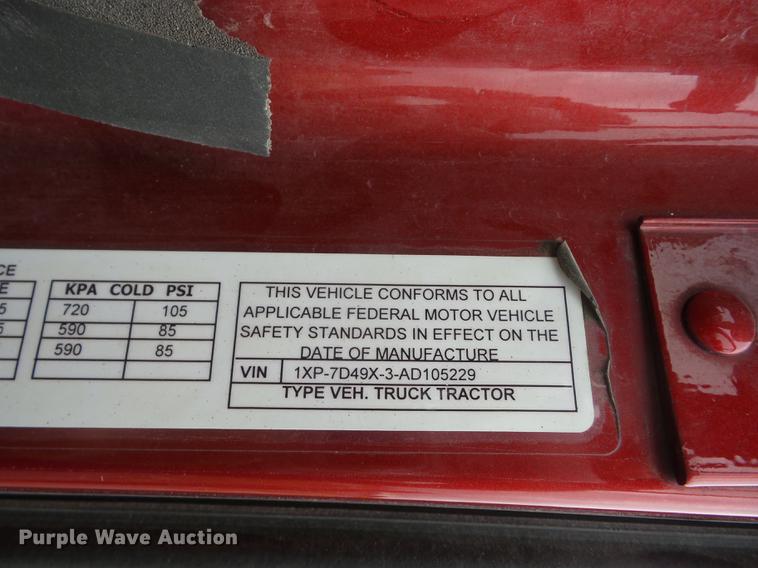 CE
E
KPA COLD PSI
5 720 105
5 590 85
590 85
THIS VEHICLE CONFORMS TO ALL
APPLICABLE FEDERAL MOTOR VEHICLE
SAFETY STANDARDS IN EFFECT ON THE
DATE OF MANUFACTURE
VIN 1XP-7D49X-3-AD105229
TYPE VEH. TRUCK TRACTOR
Purple Wave Auction